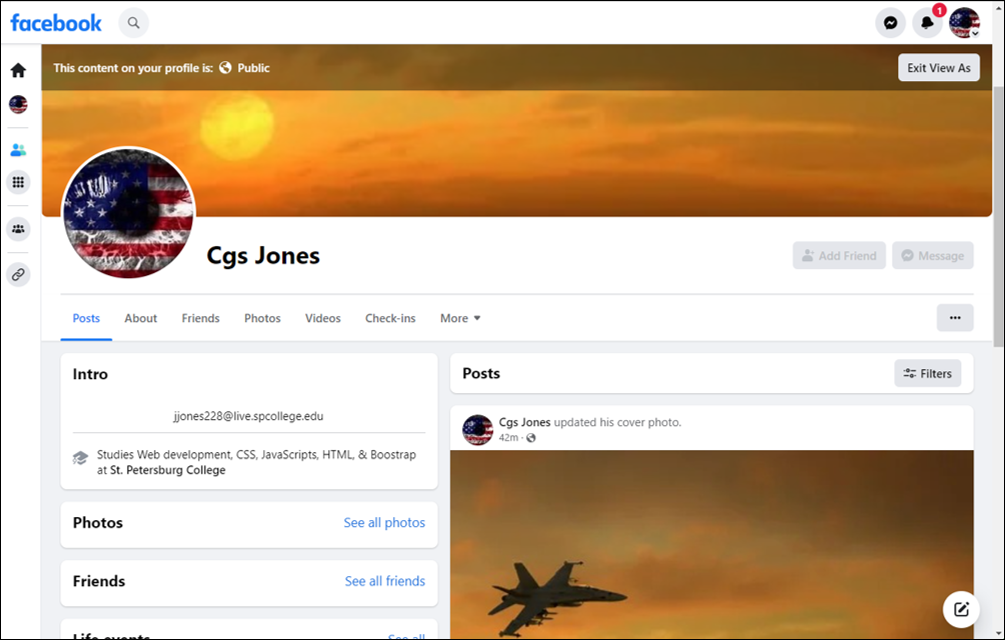 facebook
1
This content on your profile is: Public
Exit View As
Cgs Jones
Add Friend
Message
Posts
About
Friends
Photos
Videos
Check-ins
More
Intro
jjones228@live.spcollege.edu
Studies Web development, CSS, JavaScripts, HTML, & Boostrap
at St. Petersburg College
Photos
See all photos
Friends
See all friends
Life events
See all
Posts
Filters
Cgs Jones updated his cover photo.
42m ·